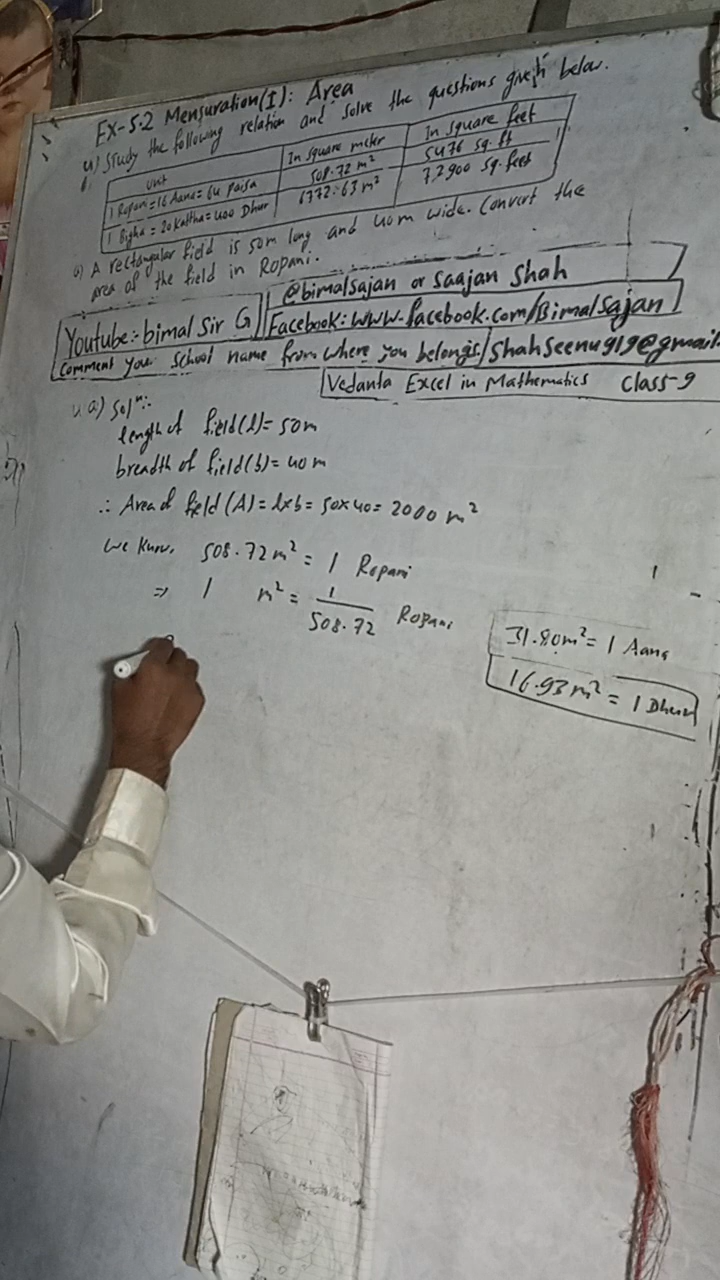 Ex-5.2 Mensuration(I): Area
4) Study the following relation and solve the questions given below.
Unit In square meter In square feet
1 Ropani = 16 Aana = 64 Paisa 508.72 m² 5476 sq. ft
1 Bigha = 20 Kattha = 400 Dhur 6772.63 m² 72900 sq. feet
a) A rectangular field is 50m long and 40m wide. Convert the
area of the field in Ropani.
@bimalsajan or Saajan Shah
Youtube:- bimal Sir G
Facebook: www.facebook.com/Bimalsajan
Comment your School name from where you belongs/Shahseenu919@gmail.
Vedanta Excel in Mathematics Class-9
4 a) Solⁿ:
length of field(l)= 50m
breadth of field(b)= 40 m
∴ Area of field (A)= l×b= 50×40= 2000 m²
We know, 508.72 m² = 1 Ropani
⇒ 1 m² = 1/508.72 Ropani
31.80m² = 1 Aana
16.93 m² = 1 Dhur